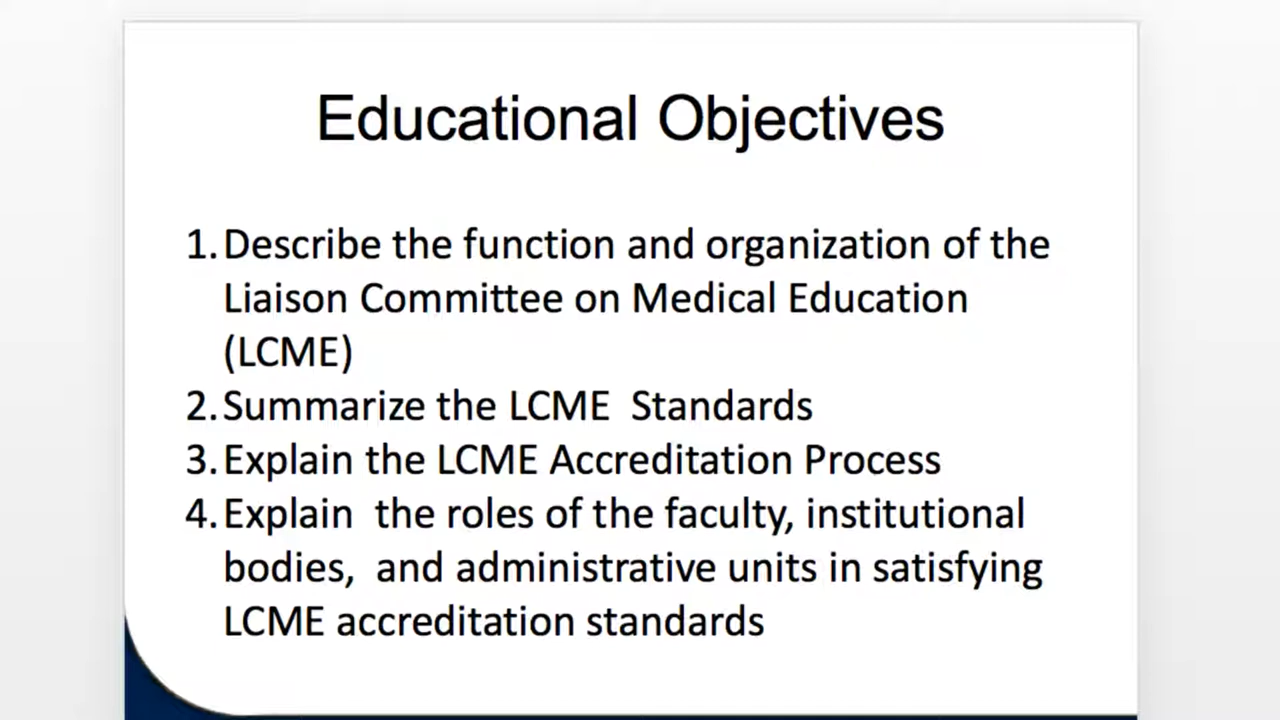 Educational Objectives
1. Describe the function and organization of the
Liaison Committee on Medical Education
(LCME)
2. Summarize the LCME  Standards
3. Explain the LCME Accreditation Process
4. Explain  the roles of the faculty, institutional
bodies,  and administrative units in satisfying
LCME accreditation standards